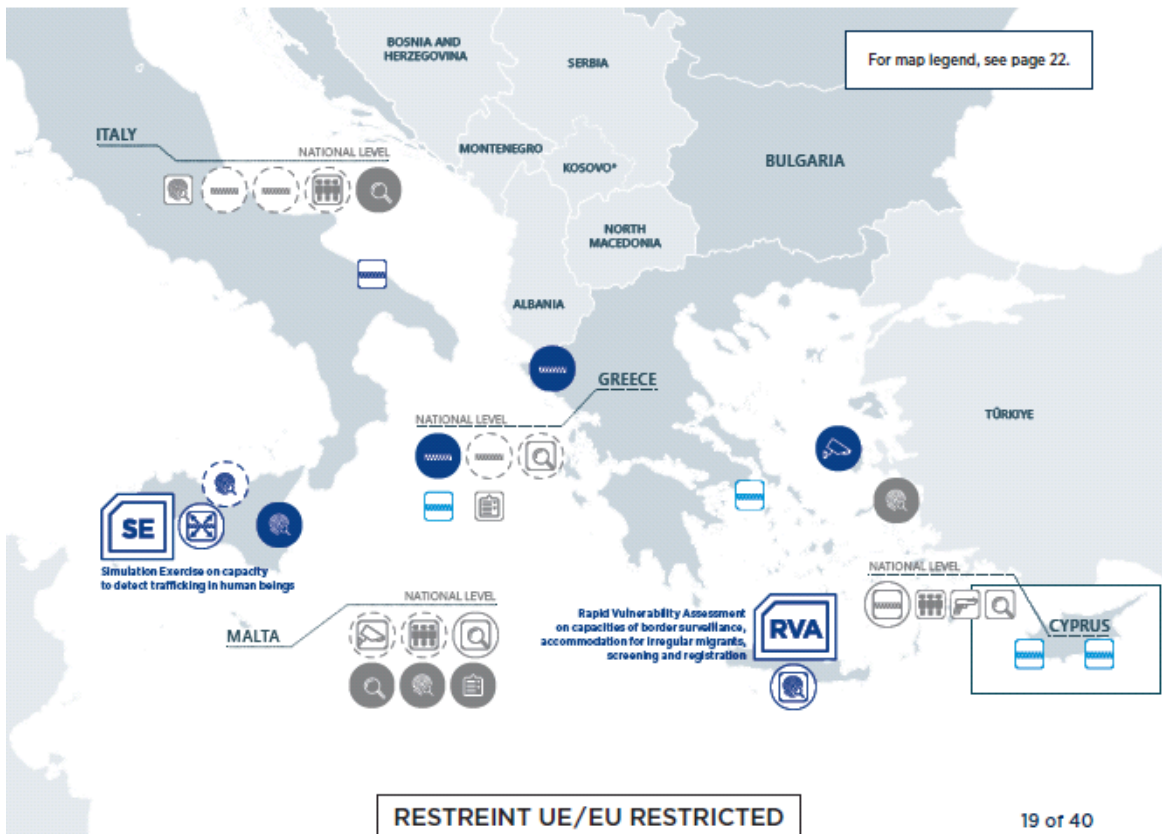 BOSNIA AND
HERZEGOVINA
SERBIA
For map legend, see page 22.
ITALY
NATIONAL LEVEL
MONTENEGRO
KOSOVO*
BULGARIA
NORTH
MACEDONIA
ALBANIA
GREECE
NATIONAL LEVEL
TÜRKIYE
SE
Simulation Exercise on capacity
to detect trafficking in human beings
NATIONAL LEVEL
MALTA
Rapid Vulnerability Assessment
on capacities of border surveillance,
accommodation for irregular migrants,
screening and registration
RVA
NATIONAL LEVEL
CYPRUS
RESTREINT UE/EU RESTRICTED
19 of 40